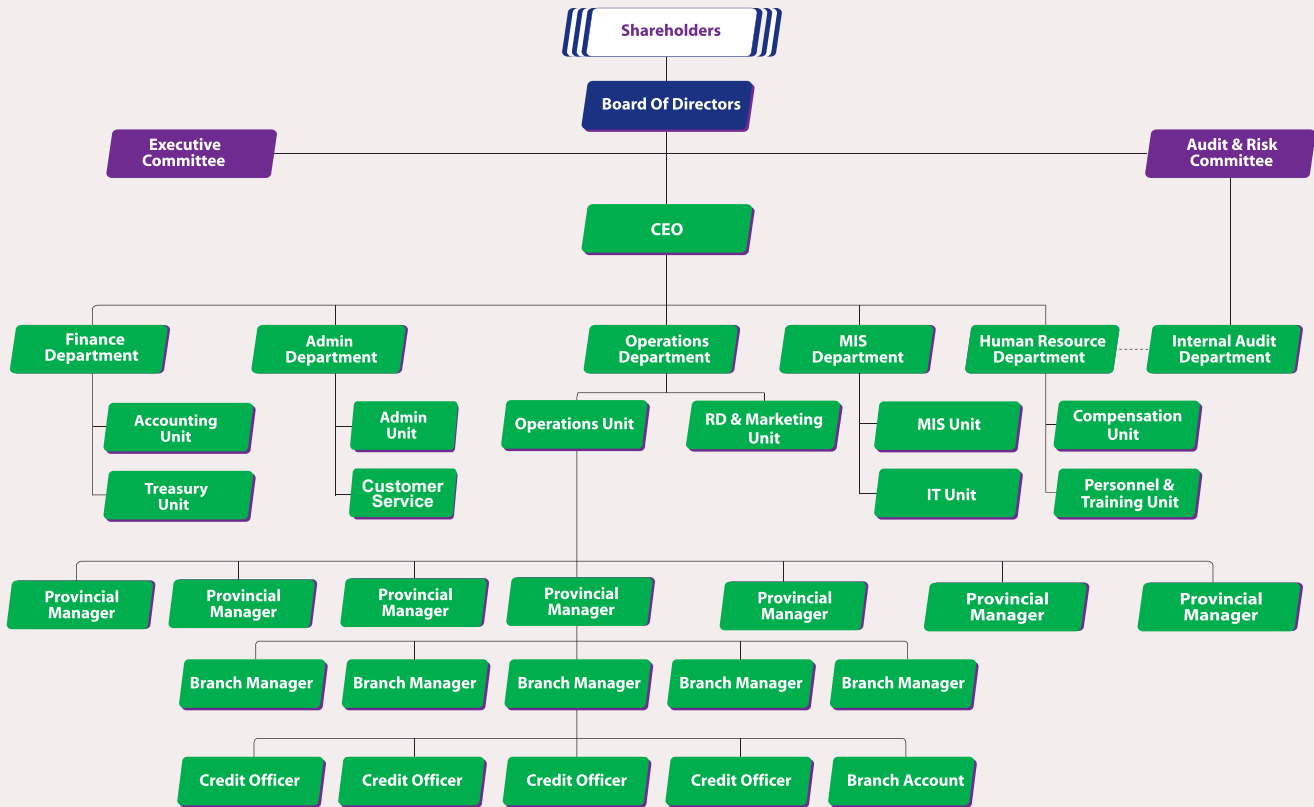 Shareholders
Board Of Directors
Executive
Committee
Audit & Risk
Committee
CEO
Finance
Department
Admin
Department
Operations
Department
MIS
Department
Human Resource
Department
Internal Audit
Department
Accounting
Unit
Admin
Unit
Operations Unit
RD & Marketing
Unit
MIS Unit
Compensation
Unit
Treasury
Unit
Customer
Service
IT Unit
Personnel &
Training Unit
Provincial
Manager
Provincial
Manager
Provincial
Manager
Provincial
Manager
Provincial
Manager
Provincial
Manager
Provincial
Manager
Branch Manager
Branch Manager
Branch Manager
Branch Manager
Branch Manager
Credit Officer
Credit Officer
Credit Officer
Credit Officer
Branch Account